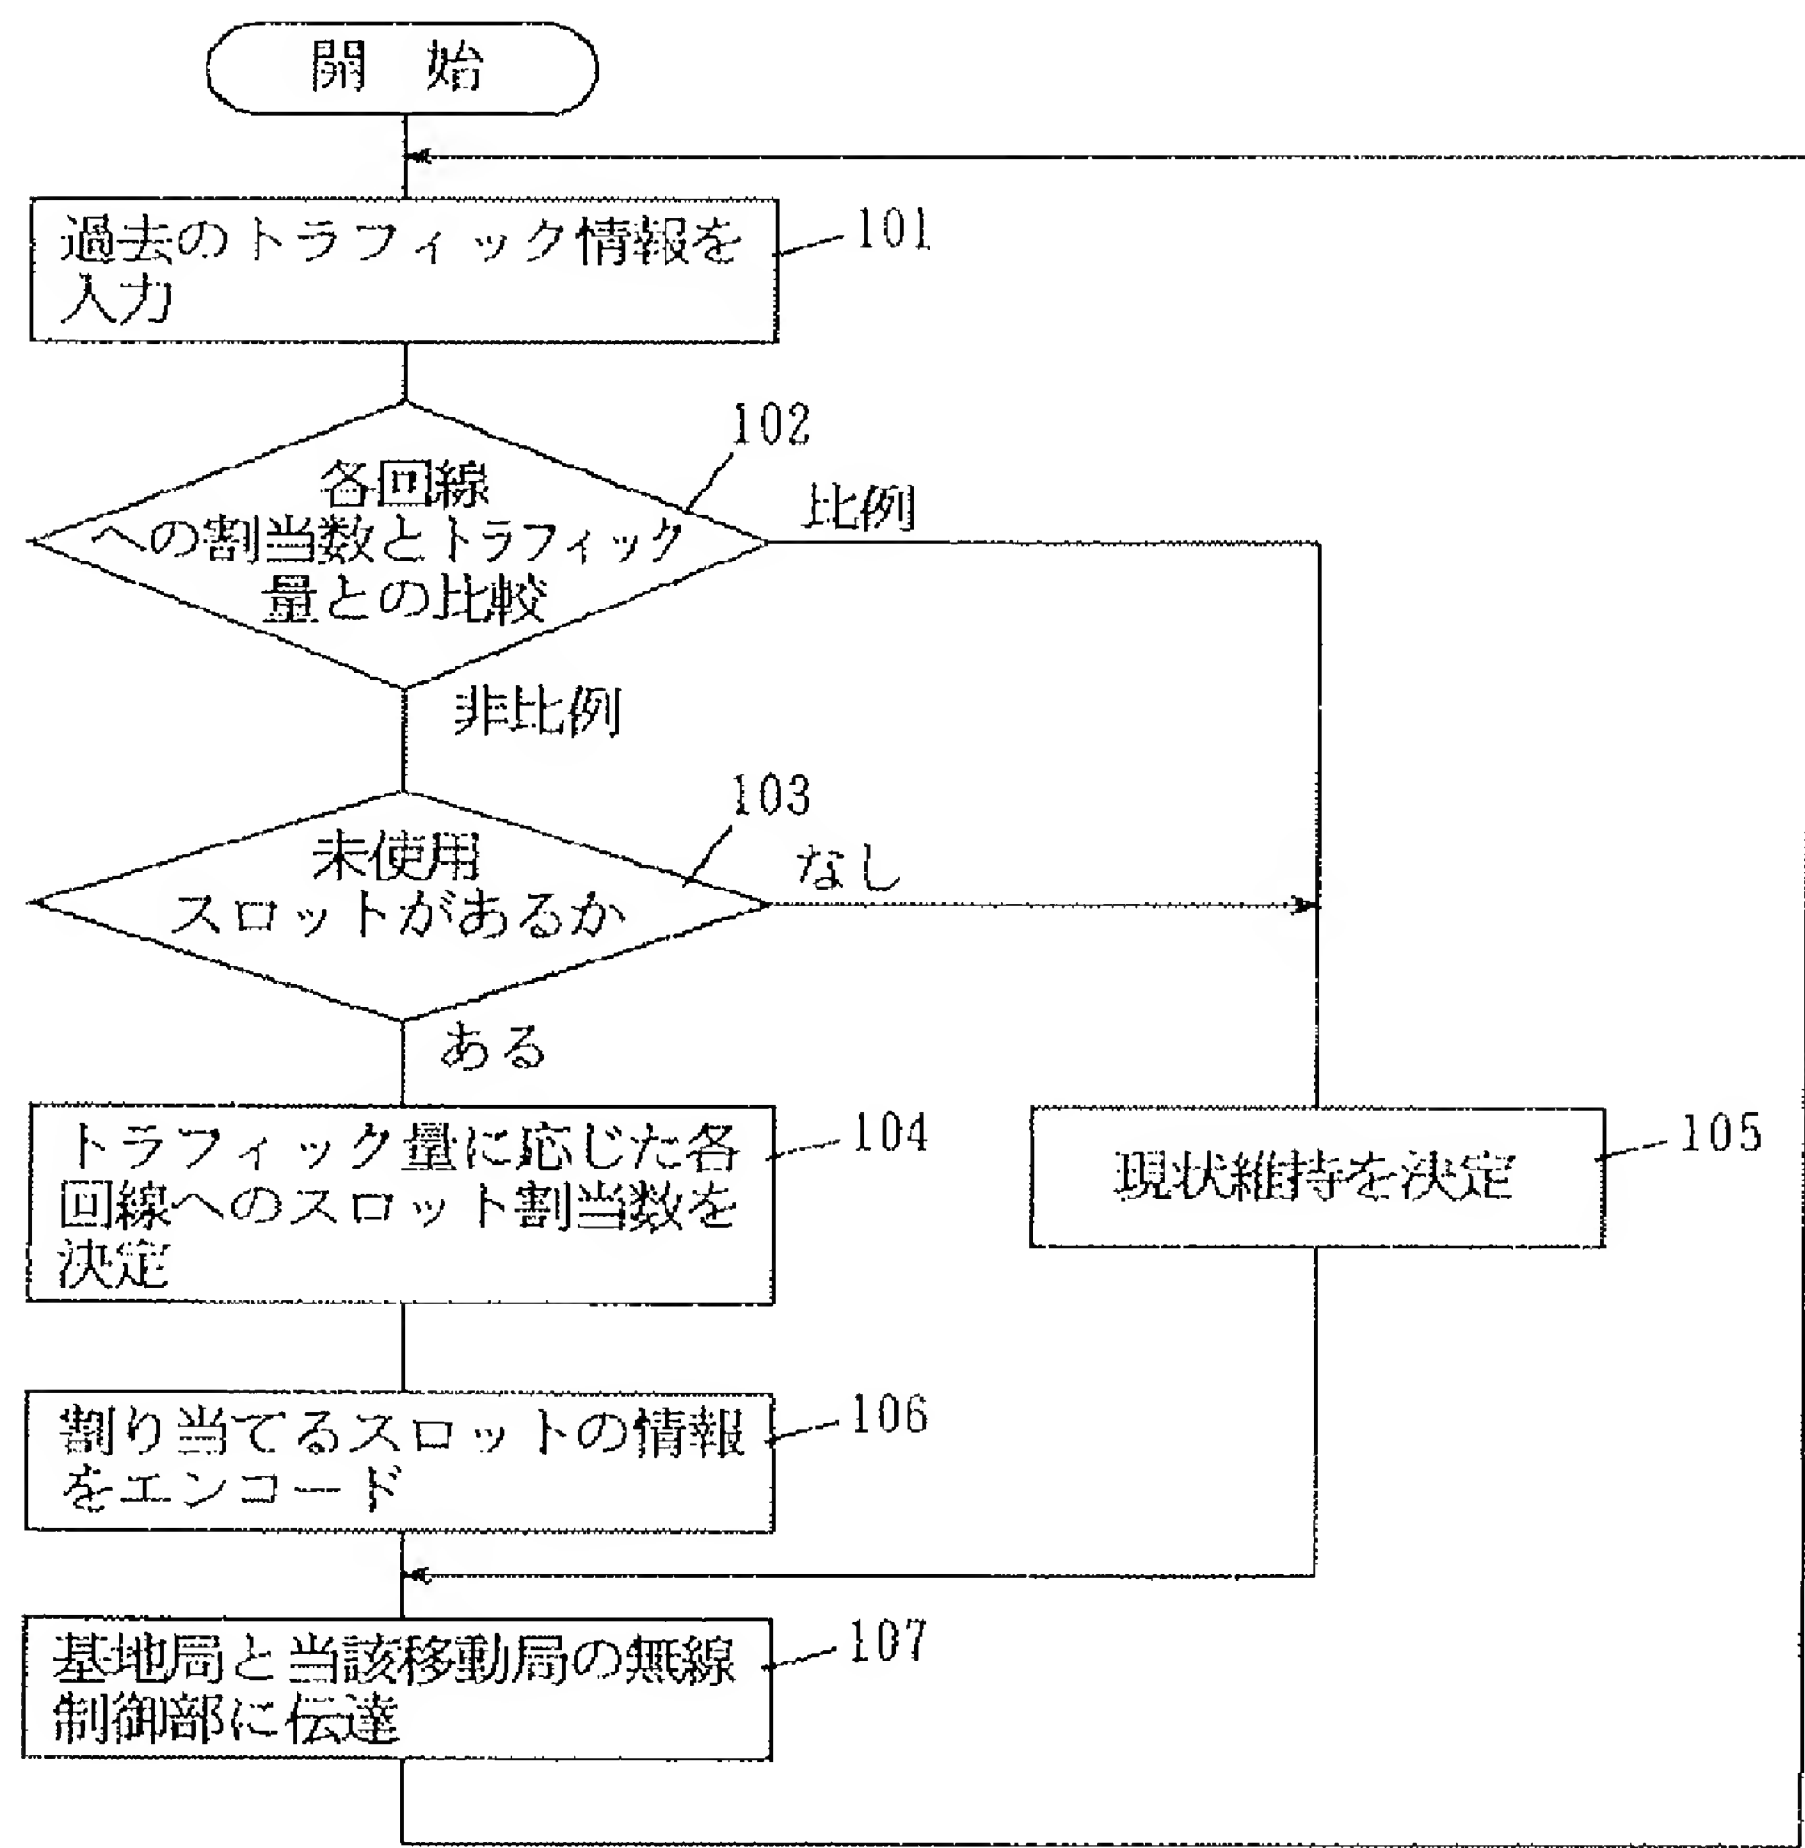 開 始
過去のトラフィック情報を
入力
101
102
各回線
への割当数とトラフィック
量との比較
比例
非比例
103
未使用
スロットがあるか
なし
ある
トラフィック量に応じた各
回線へのスロット割当数を
決定
104
現状維持を決定
105
割り当てるスロットの情報
をエンコード
106
基地局と当該移動局の無線
制御部に伝達
107